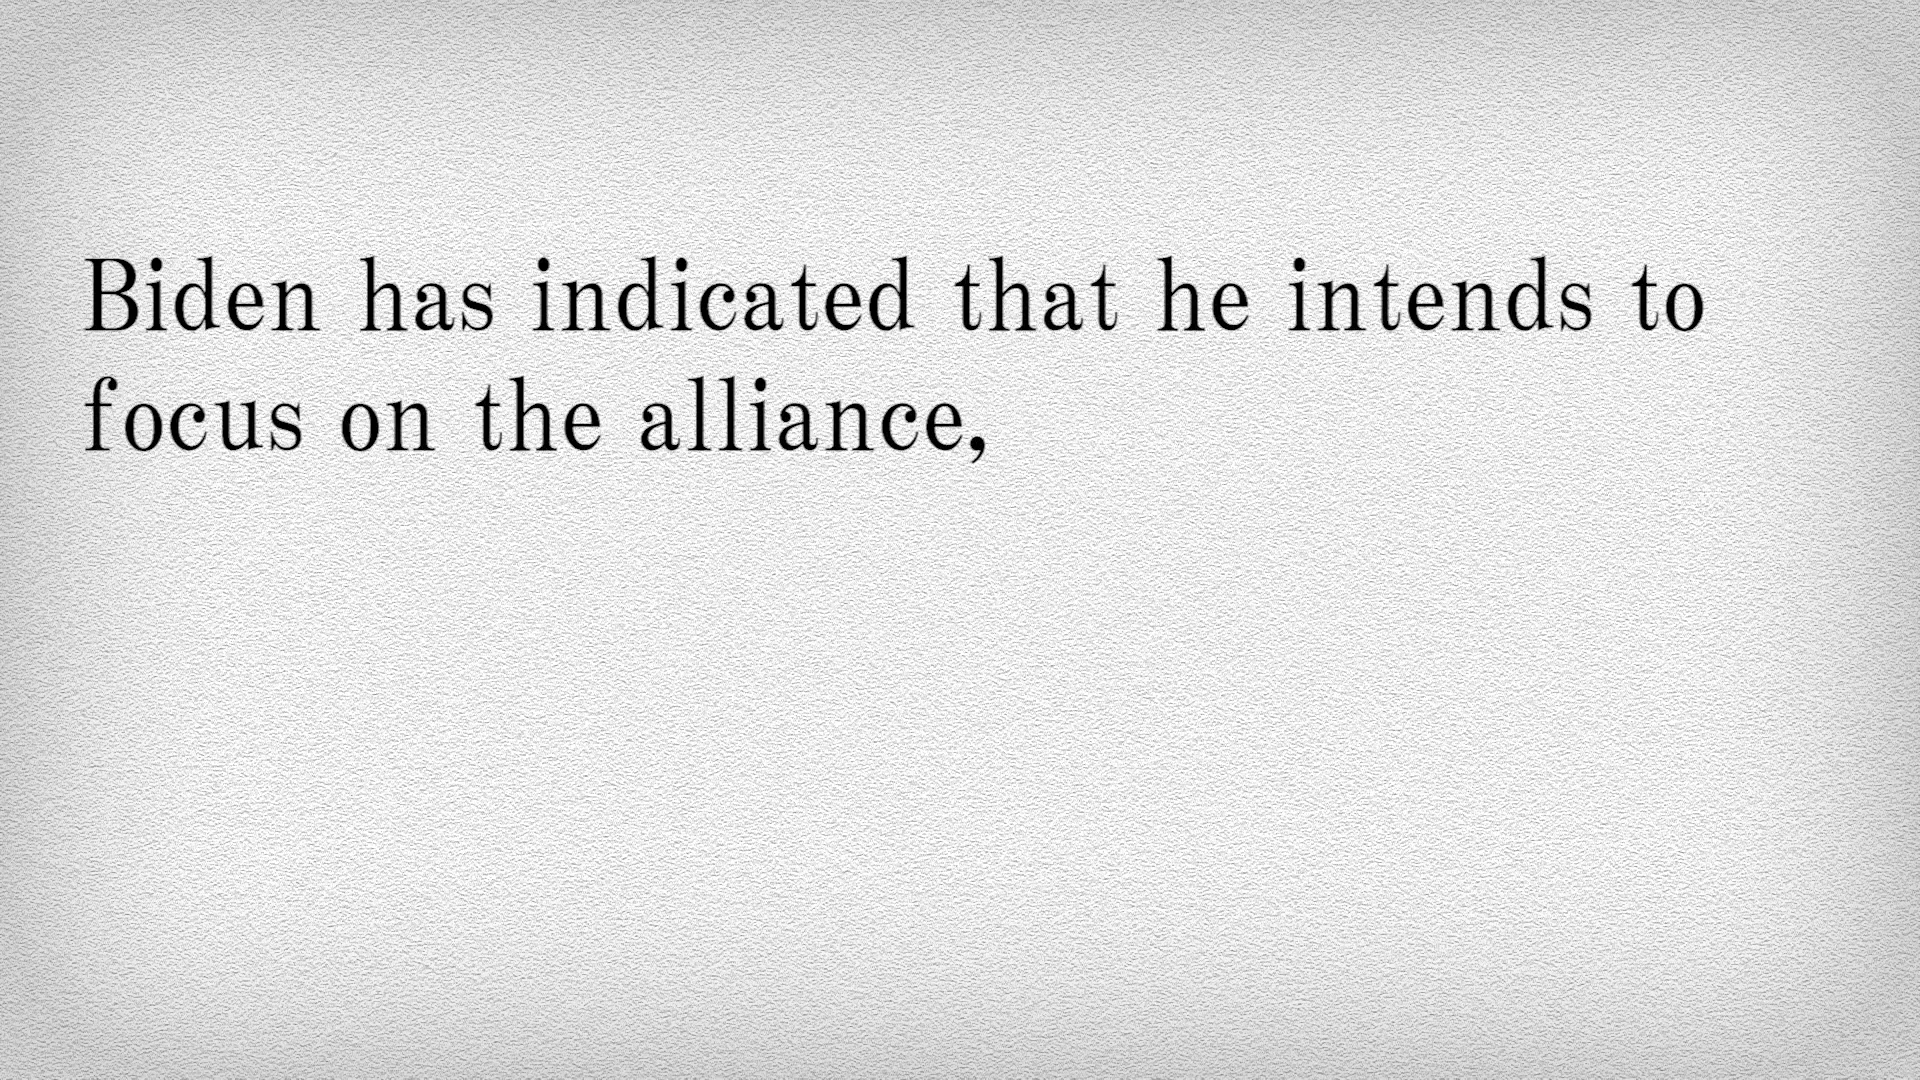 Biden has indicated that he intends to
focus on the alliance,